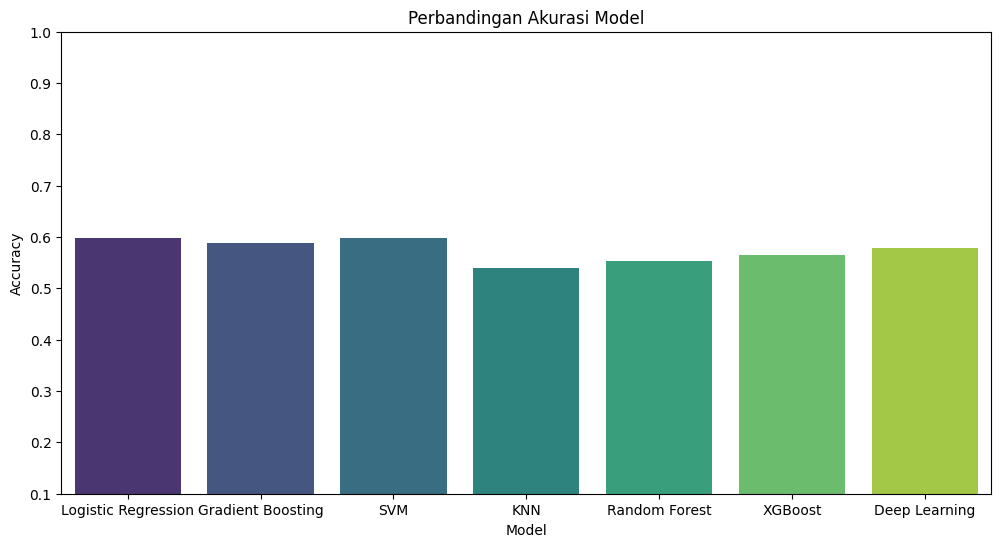 Perbandingan Akurasi Model
1.0
0.9
0.8
0.7
0.6
0.5
0.4
0.3
0.2
0.1
Accuracy
Logistic Regression Gradient Boosting SVM KNN Random Forest XGBoost Deep Learning
Model